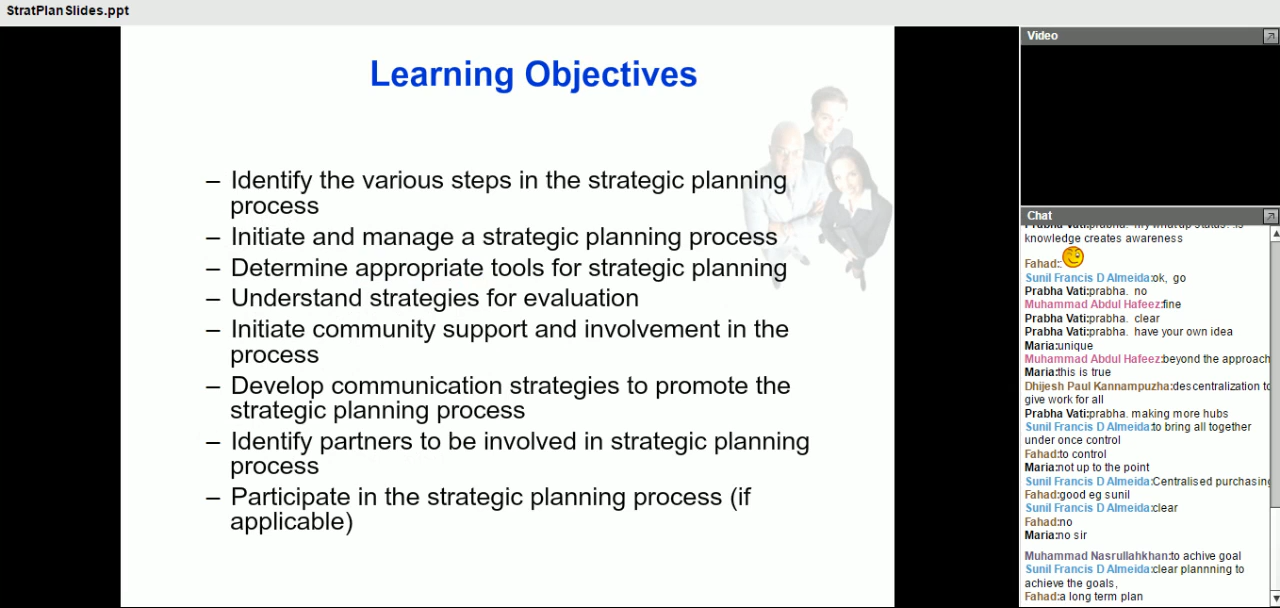 StratPlanSlides.ppt
Learning Objectives
– Identify the various steps in the strategic planning
process
– Initiate and manage a strategic planning process
– Determine appropriate tools for strategic planning
– Understand strategies for evaluation
– Initiate community support and involvement in the
process
– Develop communication strategies to promote the
strategic planning process
– Identify partners to be involved in strategic planning
process
– Participate in the strategic planning process (if
applicable)
Video
Chat
Prabha Vati:prabha.
knowledge creates awareness
Fahad:
Sunil Francis D Almeida:ok, go
Prabha Vati:prabha. no
Muhammad Abdul Hafeez:fine
Prabha Vati:prabha. clear
Prabha Vati:prabha. have your own idea
Maria:unique
Muhammad Abdul Hafeez:beyond the approach
Maria:this is true
Dhijesh Paul Kannampuzha:descentralization to
give work for all
Prabha Vati:prabha. making more hubs
Sunil Francis D Almeida:to bring all together
under once control
Fahad:to control
Maria:not up to the point
Sunil Francis D Almeida:Centralised purchasing
Fahad:good eg sunil
Sunil Francis D Almeida:clear
Fahad:no
Maria:no sir
Muhammad Nasrullahkhan:to achive goal
Sunil Francis D Almeida:clear plannning to
achieve the goals,
Fahad:a long term plan